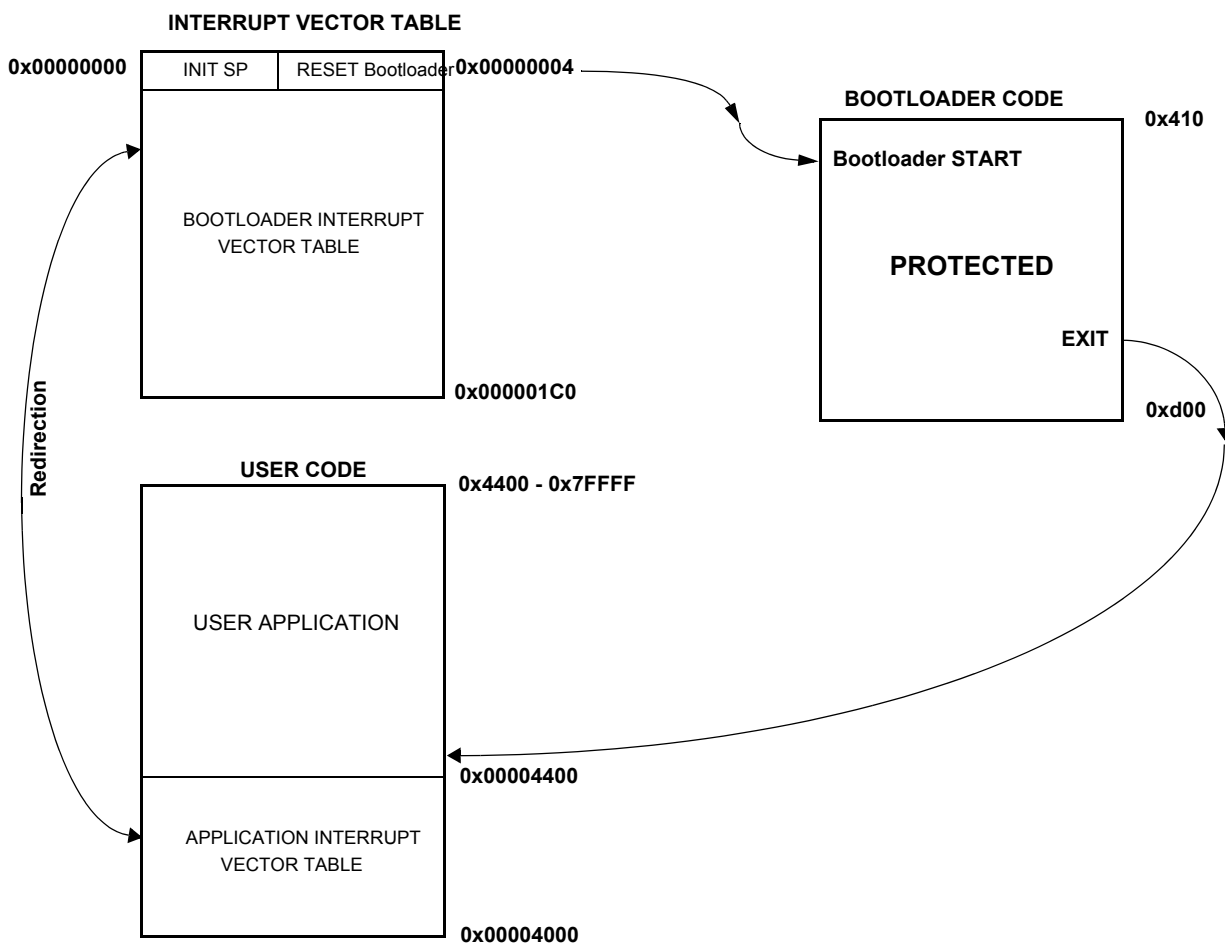 INTERRUPT VECTOR TABLE
0x00000000
INIT SP
RESET Bootloader
0x00000004
BOOTLOADER INTERRUPT
VECTOR TABLE
0x000001C0
Redirection
BOOTLOADER CODE
0x410
Bootloader START
PROTECTED
EXIT
0xd00
USER CODE
0x4400 - 0x7FFFF
USER APPLICATION
0x00004400
APPLICATION INTERRUPT
VECTOR TABLE
0x00004000